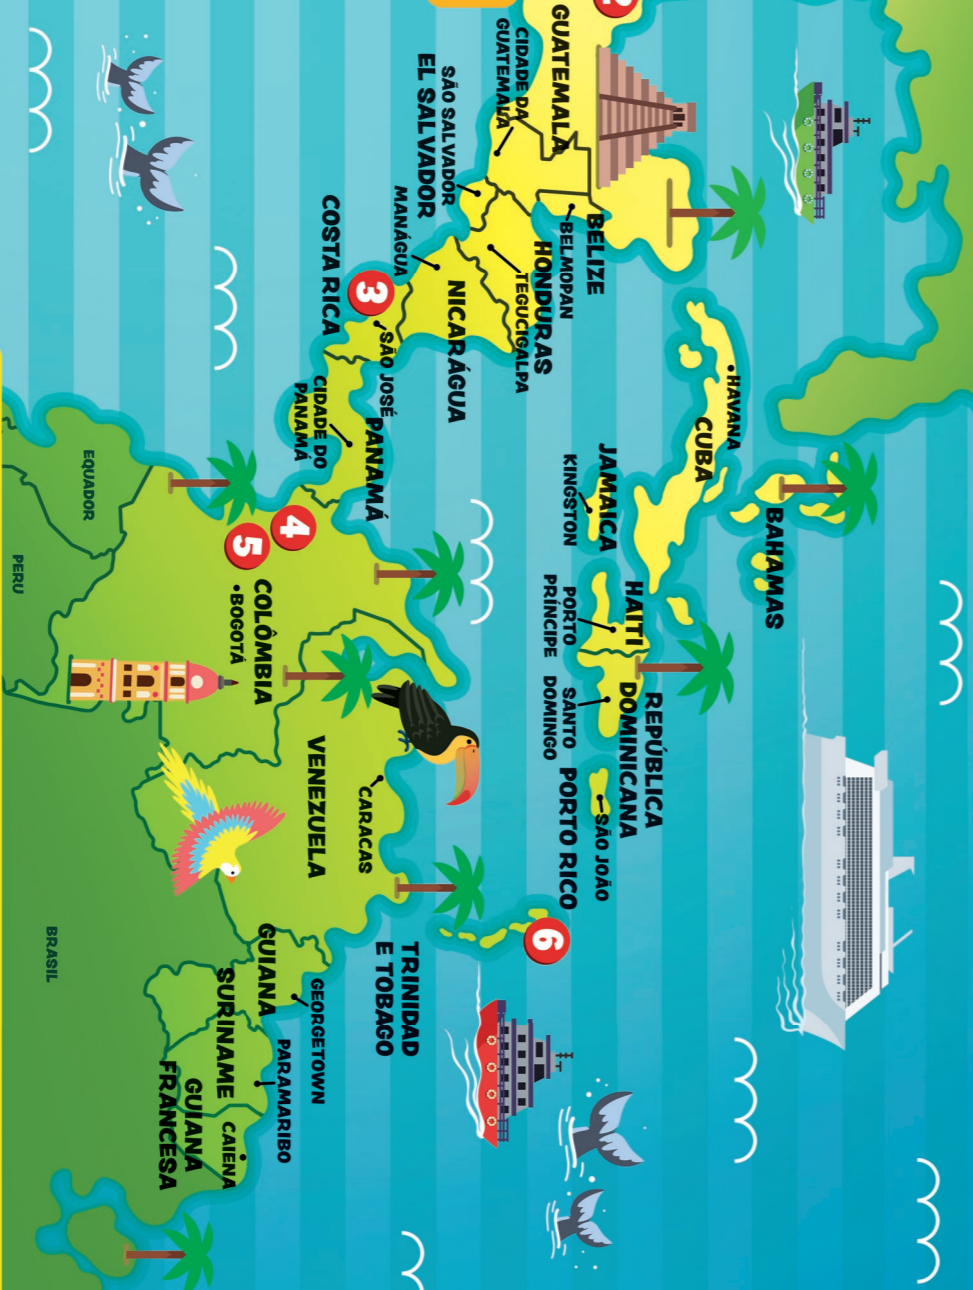 2
GUATEMALA
CIDADE DA
GUATEMALA
BELIZE
BELMOPAN
HONDURAS
TEGUCIGALPA
SÃO SALVADOR
EL SALVADOR
NICARÁGUA
MANÁGUA
3
COSTA RICA
SÃO JOSÉ
PANAMÁ
CIDADE DO
PANAMÁ
HAVANA
CUBA
BAHAMAS
JAMAICA
KINGSTON
HAITI
PORTO
PRÍNCIPE
REPÚBLICA
DOMINICANA
SANTO
DOMINGO
SÃO JOÃO
PORTO RICO
6
TRINIDAD
E TOBAGO
4
5
COLÔMBIA
BOGOTÁ
VENEZUELA
CARACAS
GEORGETOWN
GUIANA
PARAMARIBO
SURINAME
CAIENA
GUIANA
FRANCESA
EQUADOR
PERU
BRASIL